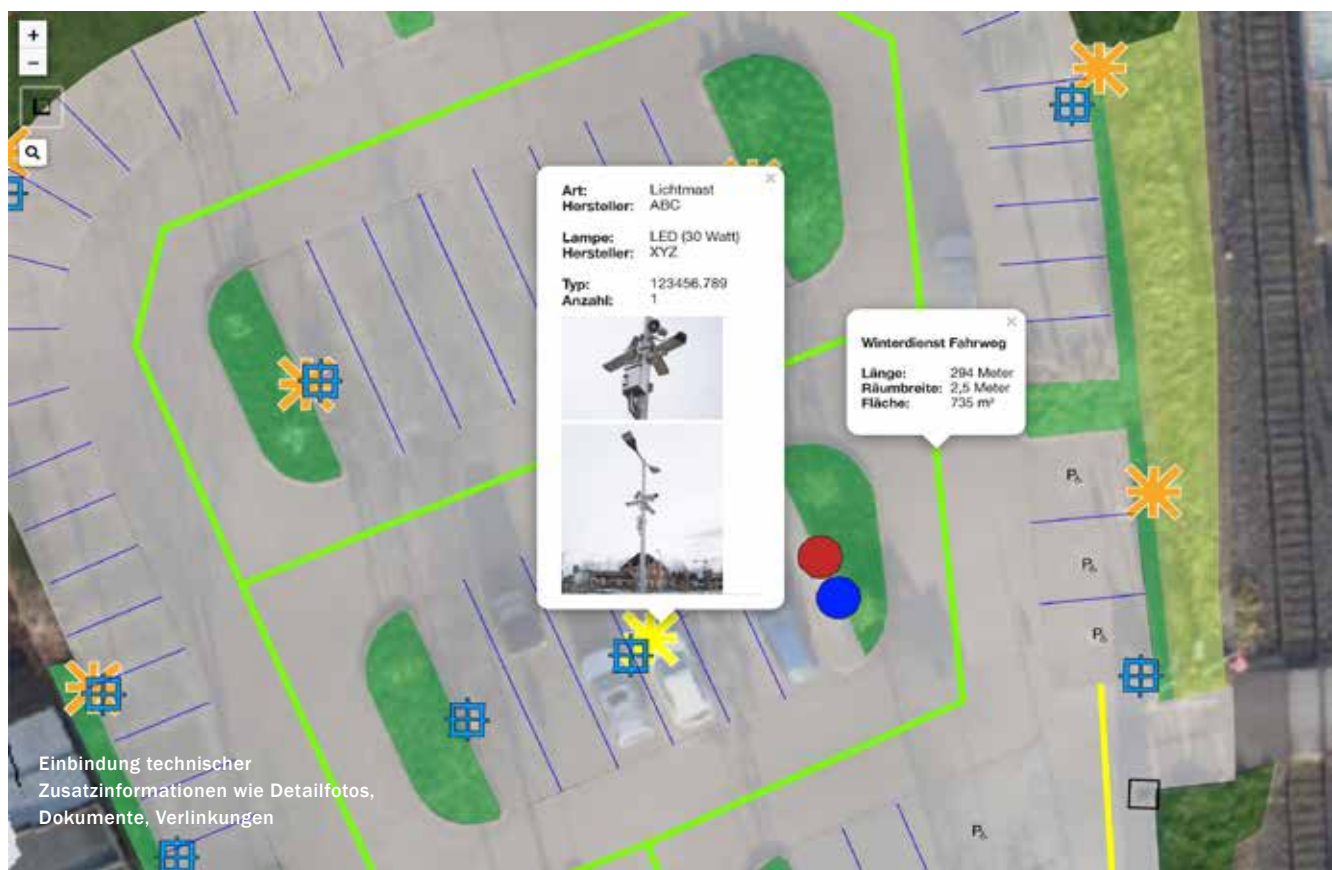 +
−
Art: Lichtmast
Hersteller: ABC
Lampe: LED (30 Watt)
Hersteller: XYZ
Typ: 123456.789
Anzahl: 1
Winterdienst Fahrweg
Länge: 294 Meter
Räumbreite: 2,5 Meter
Fläche: 735 m²
P
P
P
Einbindung technischer
Zusatzinformationen wie Detailfotos,
Dokumente, Verlinkungen
P